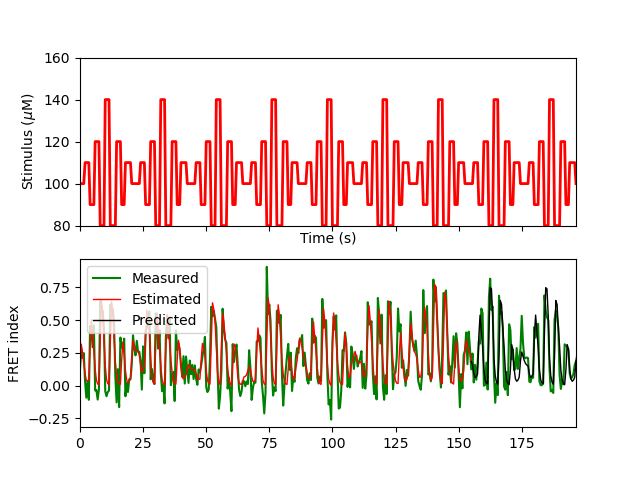 160
140
120
100
80
Stimulus (μM)
Time (s)
Measured
Estimated
Predicted
0.75
0.50
0.25
0.00
−0.25
FRET index
0 25 50 75 100 125 150 175